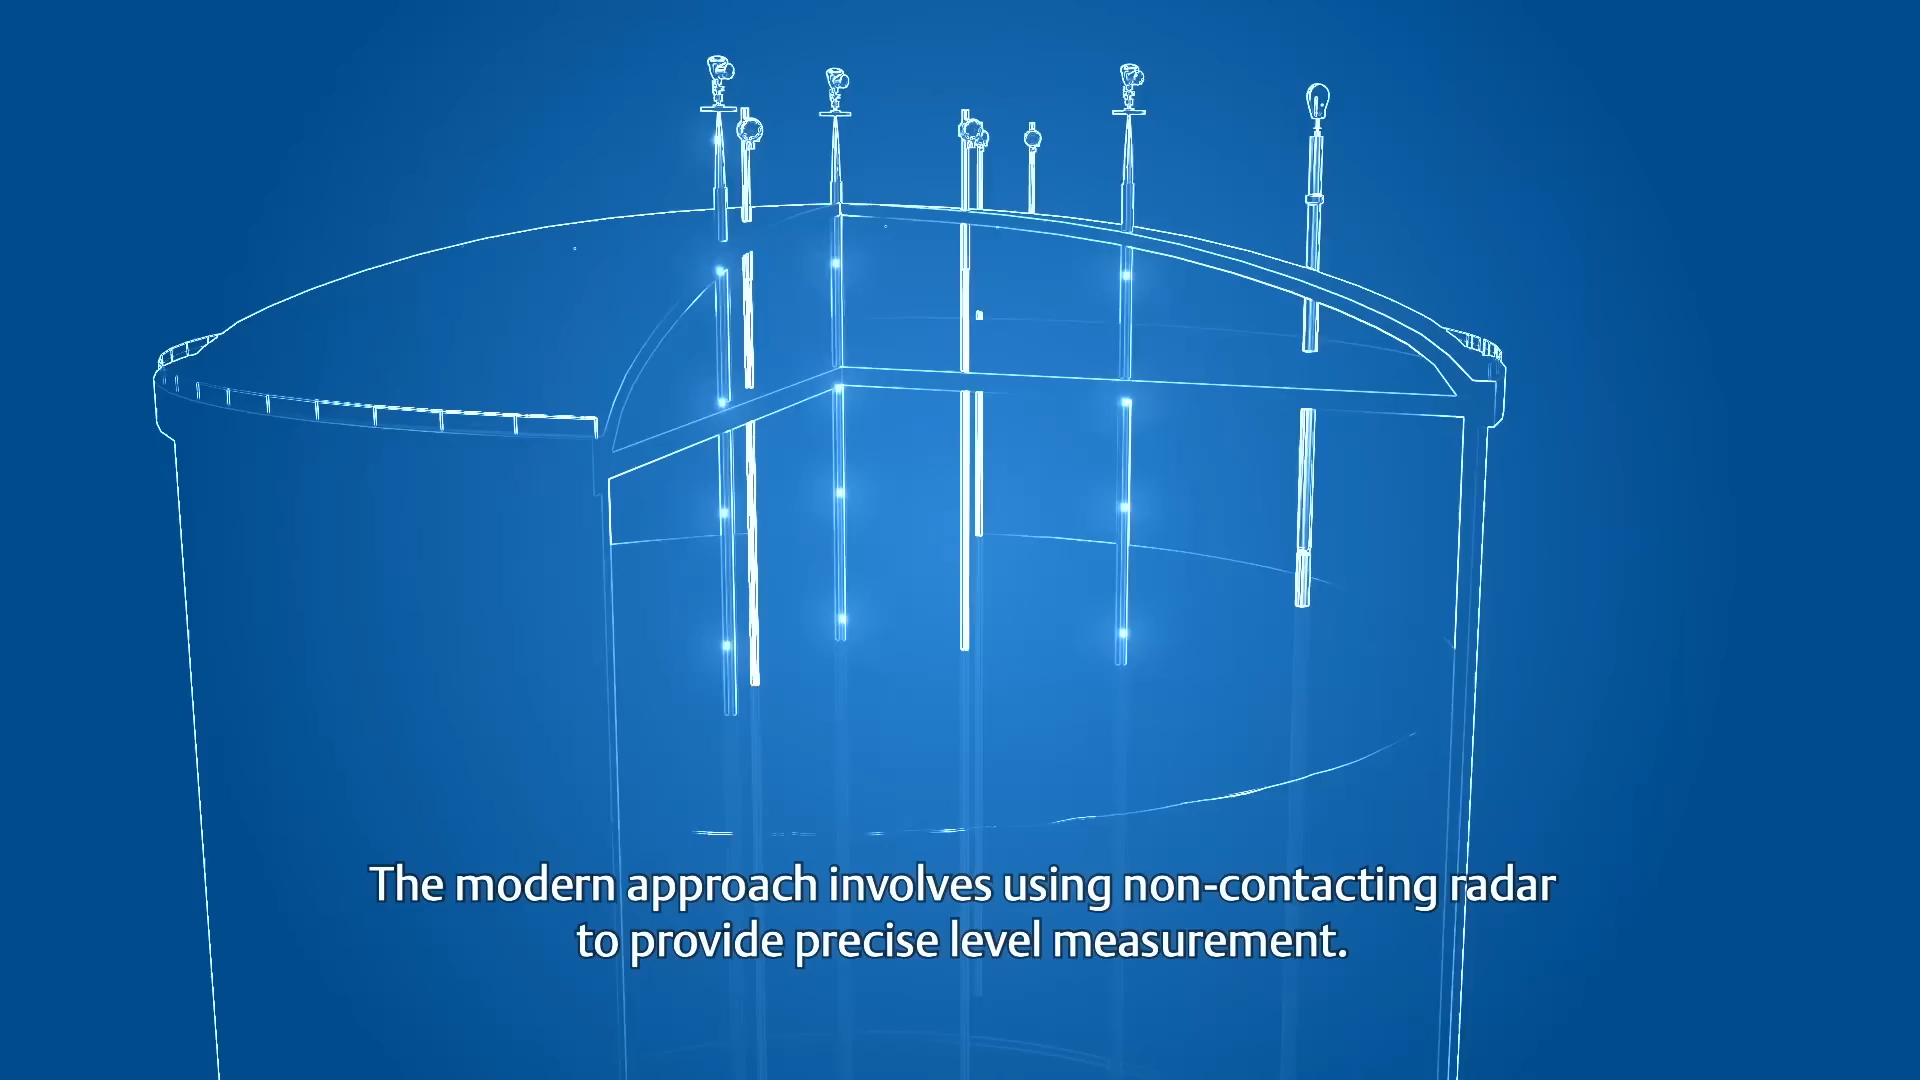 The modern approach involves using non-contacting radar
to provide precise level measurement.